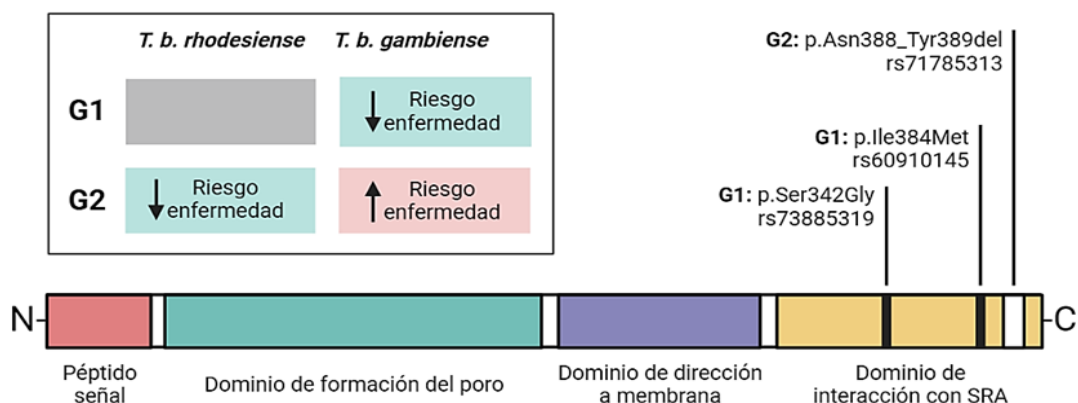 T. b. rhodesiense T. b. gambiense
G1
Riesgo
enfermedad
G2
Riesgo
enfermedad
Riesgo
enfermedad
G2: p.Asn388_Tyr389del
rs71785313
G1: p.Ile384Met
rs60910145
G1: p.Ser342Gly
rs73885319
N
C
Péptido
señal
Dominio de formación del poro
Dominio de dirección
a membrana
Dominio de
interacción con SRA